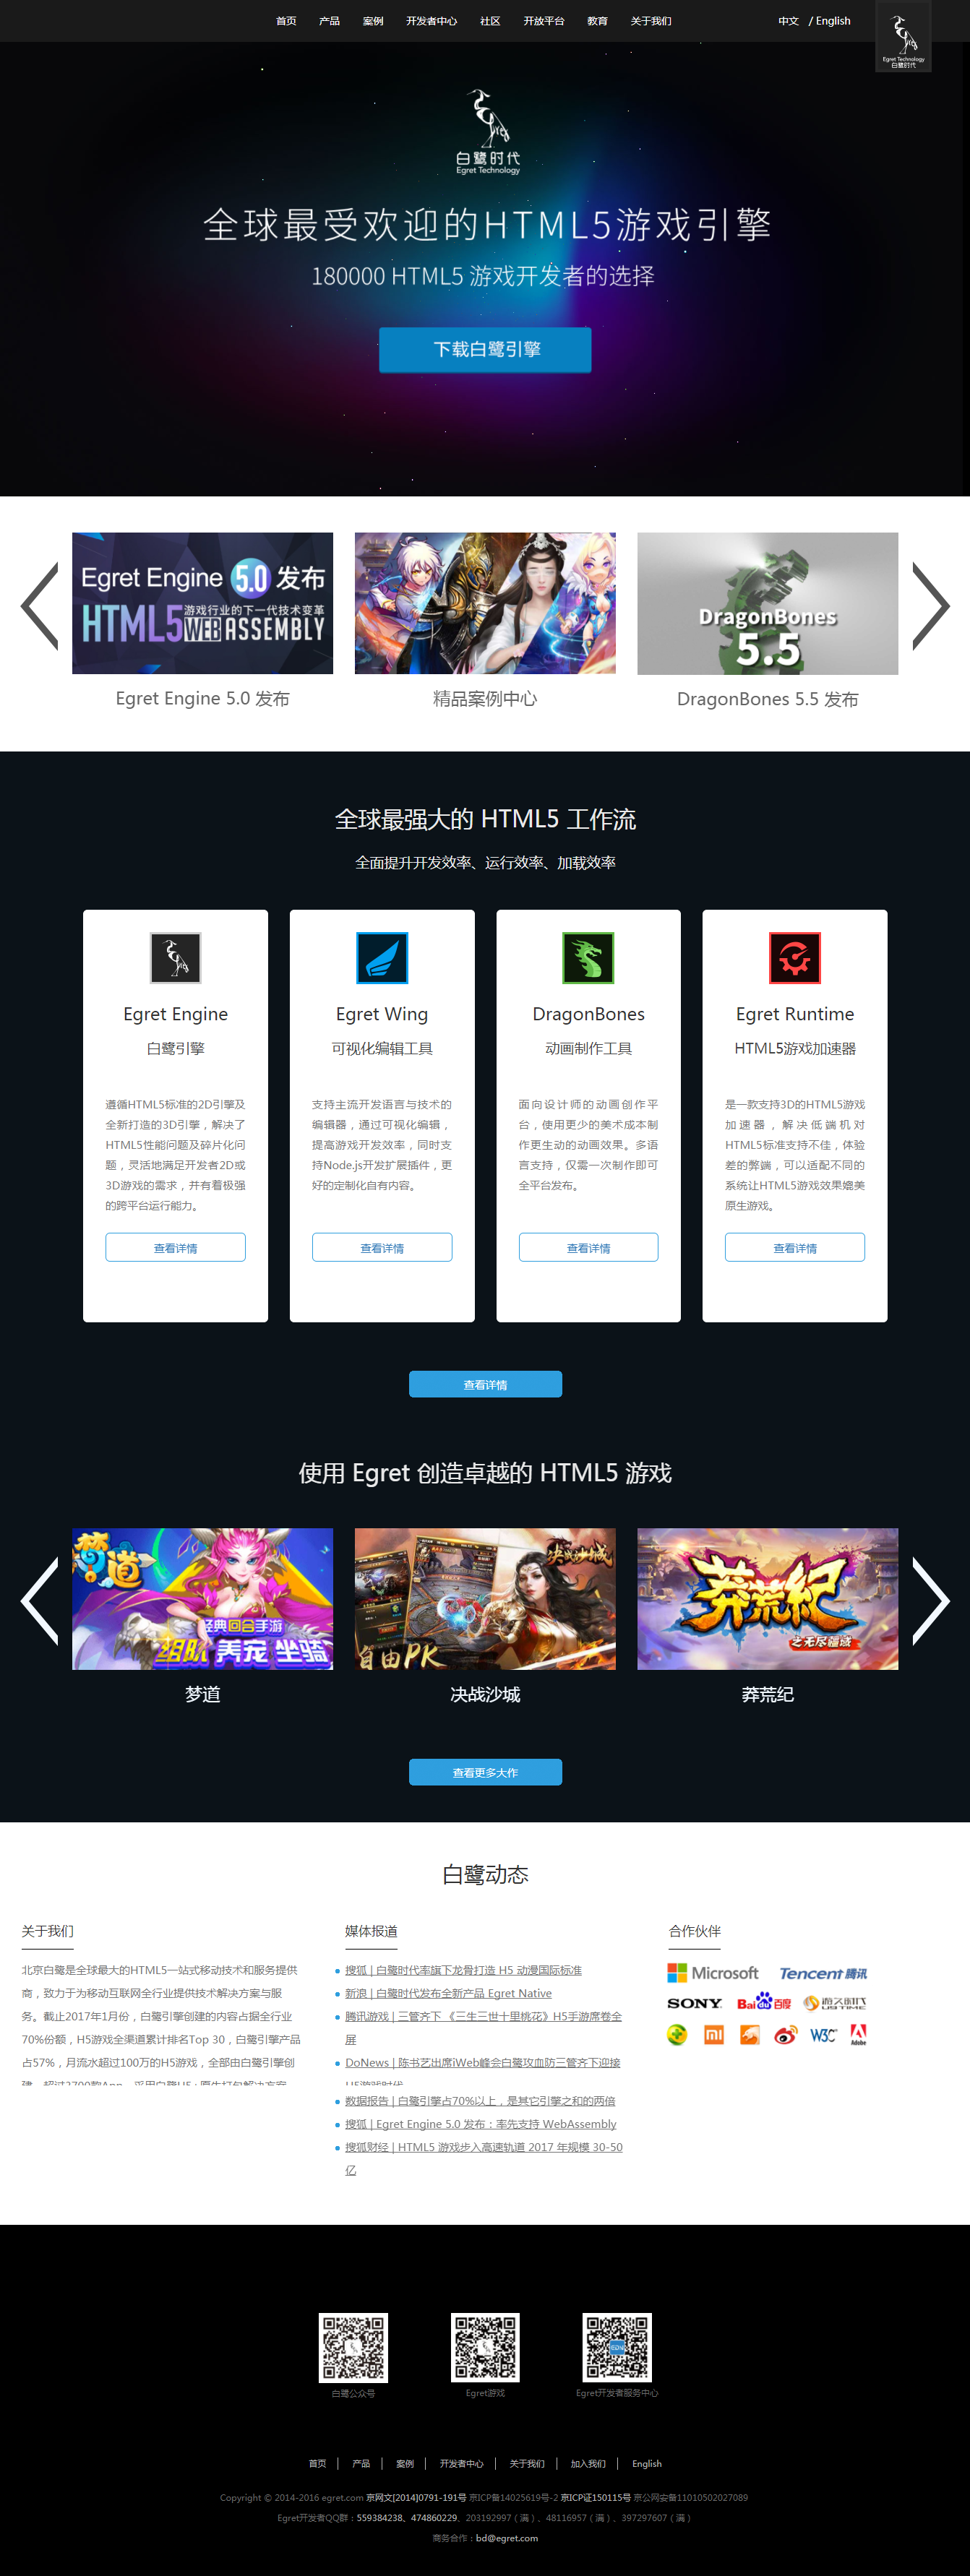 首页 产品 案例 开发者中心 社区 开放平台 教育 关于我们 中文 / English
Egret Technology
白鹭时代
白鹭时代
Egret Technology
全球最受欢迎的HTML5游戏引擎
180000 HTML5 游戏开发者的选择
下载白鹭引擎
Egret Engine 5.0 发布
HTML5 游戏行业的下一代技术变革
WEB ASSEMBLY
DragonBones
5.5
Egret Engine 5.0 发布
精品案例中心
DragonBones 5.5 发布
全球最强大的 HTML5 工作流
全面提升开发效率、运行效率、加载效率
Egret Engine
白鹭引擎
遵循HTML5标准的2D引擎及
全新打造的3D引擎，解决了
HTML5性能问题及碎片化问
题，灵活地满足开发者2D或
3D游戏的需求，并有着极强
的跨平台运行能力。
查看详情
Egret Wing
可视化编辑工具
支持主流开发语言与技术的
编辑器，通过可视化编辑，
提高游戏开发效率，同时支
持Node.js开发扩展插件，更
好的定制化自有内容。
查看详情
DragonBones
动画制作工具
面向设计师的动画创作平
台，使用更少的美术成本制
作更生动的动画效果。多语
言支持，仅需一次制作即可
全平台发布。
查看详情
Egret Runtime
HTML5游戏加速器
是一款支持3D的HTML5游戏
加速器，解决低端机对
HTML5标准支持不佳，体验
差的弊端，可以适配不同的
系统让HTML5游戏效果媲美
原生游戏。
查看详情
查看详情
使用 Egret 创造卓越的 HTML5 游戏
梦道
经典回合手游
组队 养宠 坐骑
决战沙城
自由PK
莽荒纪
之无尽疆域
梦道
决战沙城
莽荒纪
查看更多大作
白鹭动态
关于我们
北京白鹭是全球最大的HTML5一站式移动技术和服务提供
商，致力于为移动互联网全行业提供技术解决方案与服
务。截止2017年1月份，白鹭引擎创建的内容占据全行业
70%份额，H5游戏全渠道累计排名Top 30，白鹭引擎产品
占57%，月流水超过100万的H5游戏，全部由白鹭引擎创
媒体报道
搜狐 | 白鹭时代率旗下龙骨打造 H5 动漫国际标准
新浪 | 白鹭时代发布全新产品 Egret Native
腾讯游戏 | 三管齐下 《三生三世十里桃花》H5手游席卷全
屏
DoNews | 陈书艺出席iWeb峰会白鹭攻血防三管齐下迎接
H5游戏时代
数据报告 | 白鹭引擎占70%以上，是其它引擎之和的两倍
搜狐 | Egret Engine 5.0 发布：率先支持 WebAssembly
搜狐财经 | HTML5 游戏步入高速轨道 2017 年规模 30-50
亿
合作伙伴
Microsoft Tencent 腾讯
SONY Bai 百度
W3C Adobe
白鹭公众号
Egret游戏
Egret开发者服务中心
首页 产品 案例 开发者中心 关于我们 加入我们 English
Copyright © 2014-2016 egret.com 京网文[2014]0791-191号 京ICP备14025619号-2 京ICP证150115号 京公网安备11010502027089
Egret开发者QQ群：559384238、474860229、203192997（满）、48116957（满）、397297607（满）
商务合作：bd@egret.com